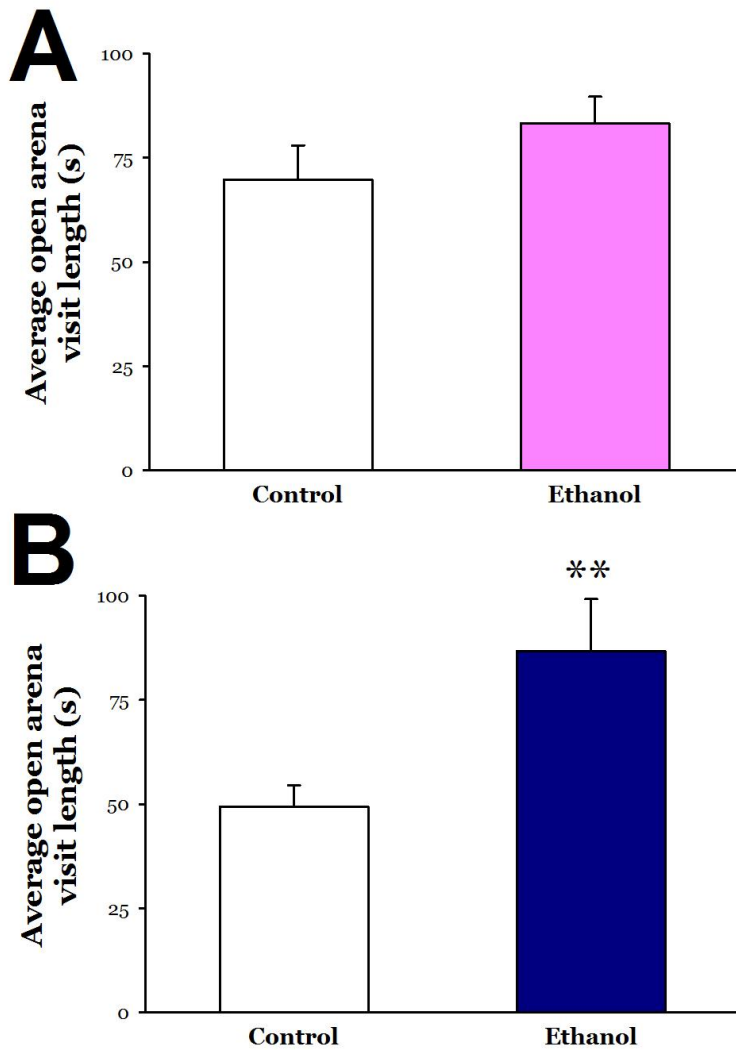 A
Average open arena
visit length (s)
100
75
50
25
0
Control Ethanol
B
**
Average open arena
visit length (s)
100
75
50
25
0
Control Ethanol